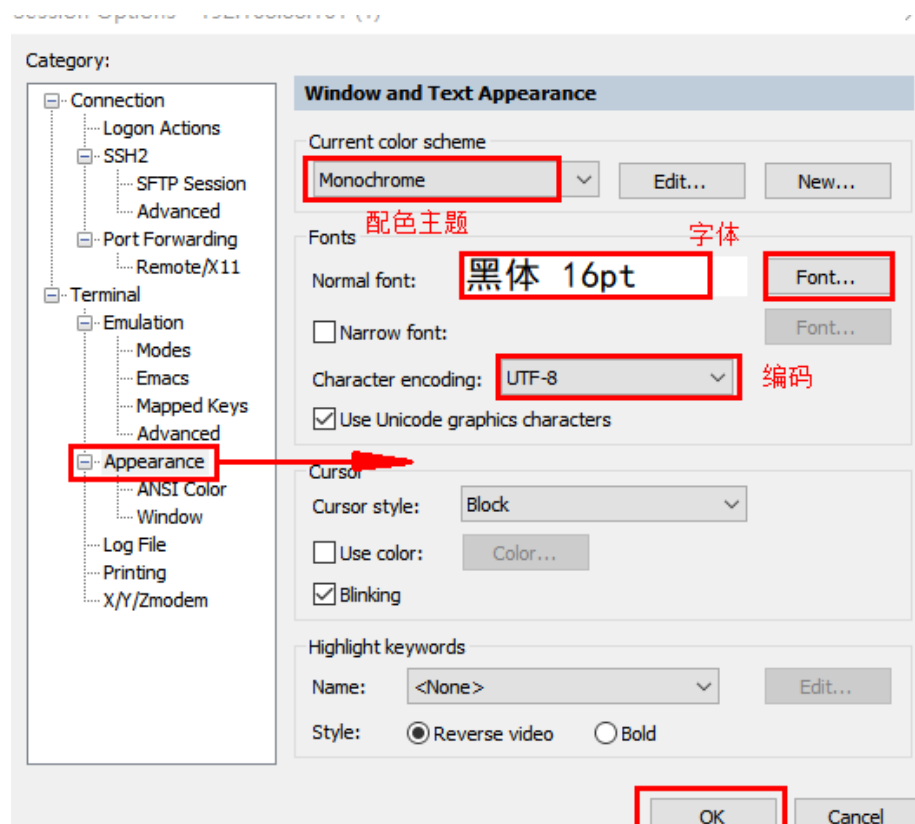 Category:
Connection
Logon Actions
SSH2
SFTP Session
Advanced
Port Forwarding
Remote/X11
Terminal
Emulation
Modes
Emacs
Mapped Keys
Advanced
Appearance
ANSI Color
Window
Log File
Printing
X/Y/Zmodem
Window and Text Appearance
Current color scheme
Monochrome
Edit...
New...
配色主题
Fonts
字体
Normal font:
黑体 16pt
Font...
Narrow font:
Font...
Character encoding:
UTF-8
编码
Use Unicode graphics characters
Cursor
Cursor style:
Block
Use color:
Color...
Blinking
Highlight keywords
Name:
<None>
Edit...
Style:
Reverse video
Bold
OK
Cancel